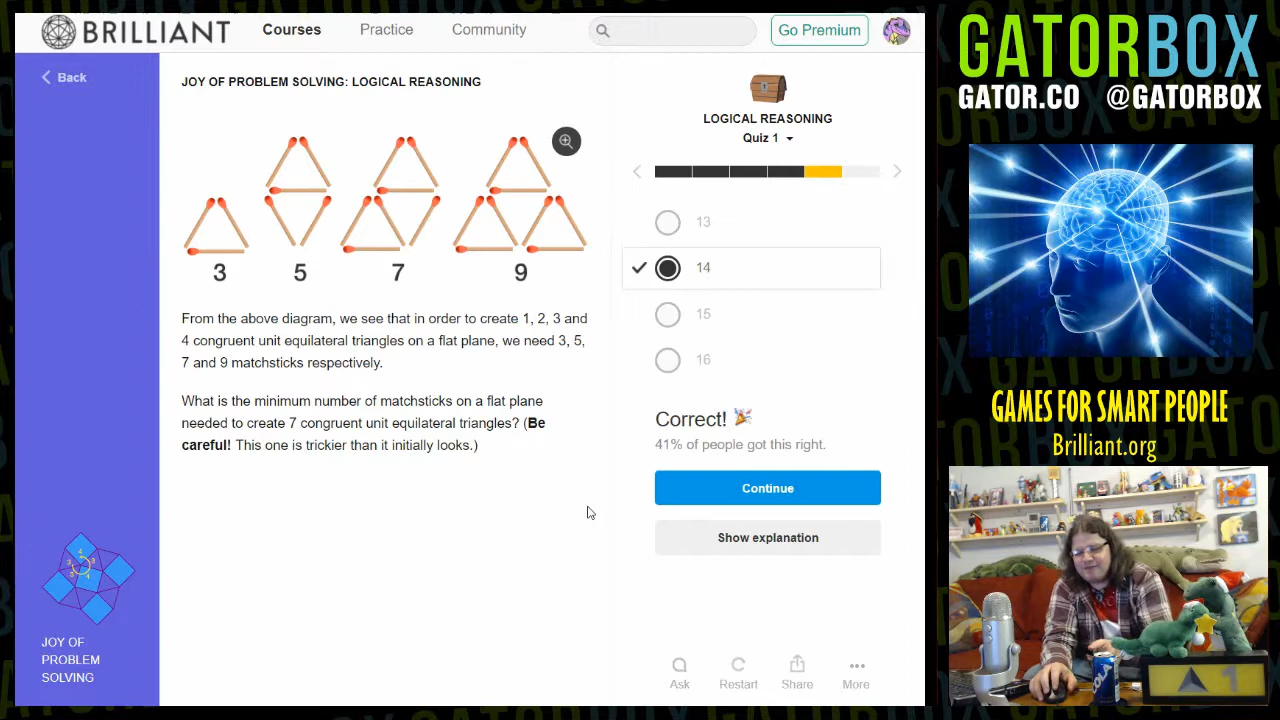 BRILLIANT
Courses
Practice
Community
Go Premium
GATORBOX
GATOR.CO @GATORBOX
Back
JOY OF PROBLEM SOLVING: LOGICAL REASONING
3
5
7
9
From the above diagram, we see that in order to create 1, 2, 3 and
4 congruent unit equilateral triangles on a flat plane, we need 3, 5,
7 and 9 matchsticks respectively.
What is the minimum number of matchsticks on a flat plane
needed to create 7 congruent unit equilateral triangles? (Be
careful! This one is trickier than it initially looks.)
LOGICAL REASONING
Quiz 1
13
14
15
16
Correct!
41% of people got this right.
Continue
Show explanation
Ask
Restart
Share
More
JOY OF
PROBLEM
SOLVING
GAMES FOR SMART PEOPLE
Brilliant.org
COLA
1